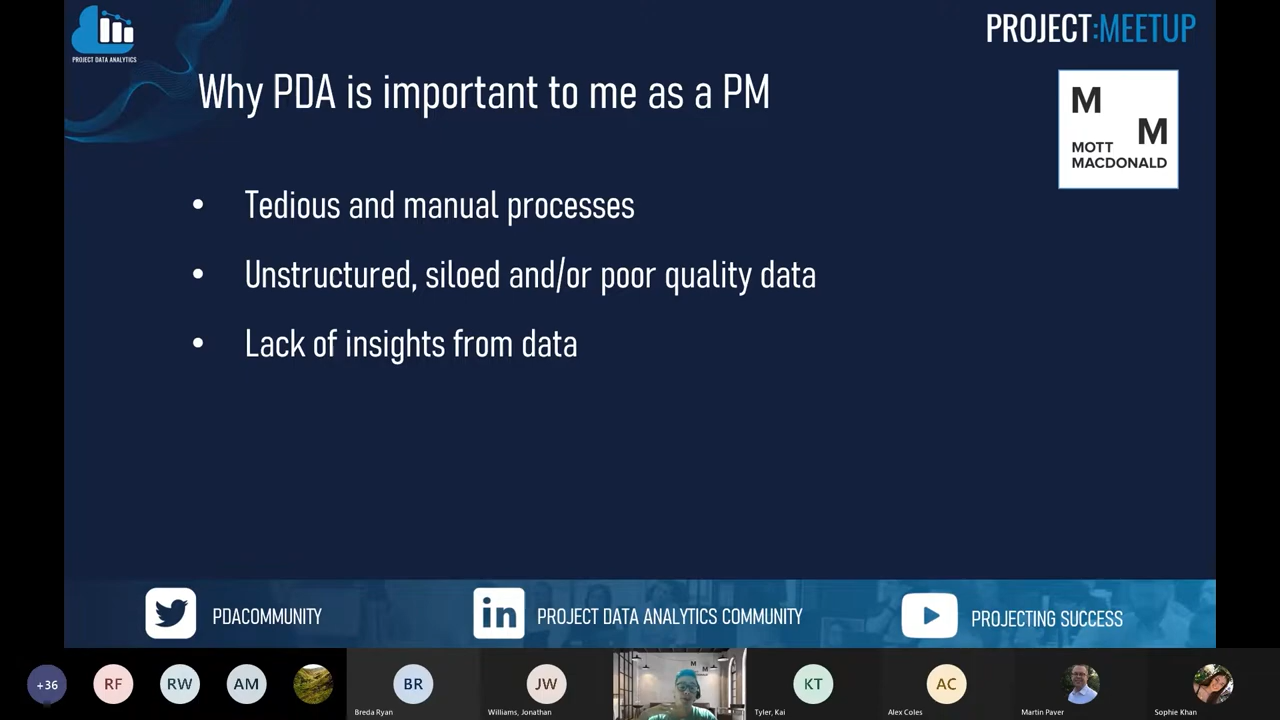 PROJECT DATA ANALYTICS
PROJECT:MEETUP
Why PDA is important to me as a PM
M
M
MOTT
MACDONALD
• Tedious and manual processes
• Unstructured, siloed and/or poor quality data
• Lack of insights from data
PDACOMMUNITY
in
PROJECT DATA ANALYTICS COMMUNITY
PROJECTING SUCCESS
+36
RF
RW
AM
BR
Breda Ryan
JW
Williams, Jonathan
M
M
KT
Tyler, Kai
AC
Alex Coles
Martin Paver
Sophie Khan